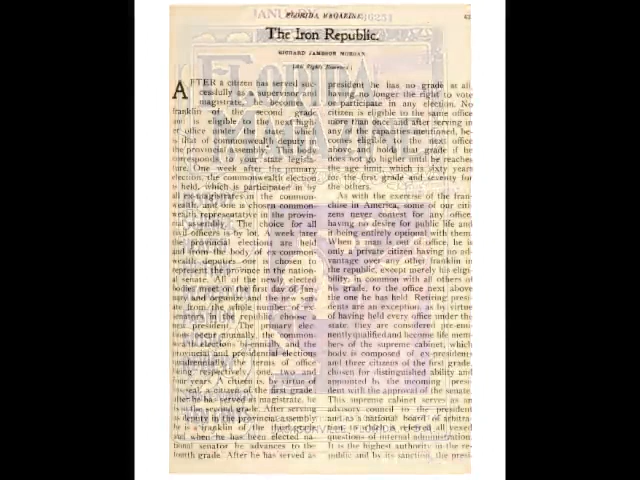 FLORIDA MAGAZINE
The Iron Republic.
RICHARD JAMESON MORGAN
(All Rights Reserved)
AFTER a citizen has served suc-
cessfully as a supervisor and
magistrate, he becomes a
franklin of the second grade
and is eligible to the next high-
er office under the state, which
is that of commonwealth deputy to
the provincial assembly. This body
corresponds to your state legisla-
ture. One week after the primary
election, the commonwealth election
is held, which is participated in by
all ex-magistrates in the common-
wealth, and one is chosen common-
wealth representative in the provin-
cial assembly. The choice for all
civil officers is by lot. A week later
the provincial elections are held
and from the body of ex-common-
wealth deputies one is chosen to
represent the province in the nation-
al senate. All of the newly elected
bodies meet on the first day of Jan-
uary and organize and the new sen-
ate from the whole number of ex-
senators in the republic choose a
new president. The primary elec-
tions occur annually, the common-
wealth elections biennially and the
provincial and presidential election
quadrennially, the terms of office
being respectively one, two and
four years. A citizen is, by virtue of
his seal, a citizen of the first grade
after he has served as magistrate, he
is of the second grade. After serving
as deputy in the provincial assembly
he is a franklin of the third grade
and when he has been elected na-
tional senator he advances to the
fourth grade. After he has served as
president he has no grade at all,
having no longer the right to vote
or participate in any election. No
citizen is eligible to the same office
more than once and after serving in
any of the capacities mentioned, be-
comes eligible to the next office
above and holds that grade if he
does not go higher until he reaches
the age limit, which is sixty years
for the first grade and seventy for
the others.
As with the exercise of the fran-
chise in America, some of our citi-
zens never contest for any office,
having no desire for public life and
it being entirely optional with them.
When a man is out of office, he is
only a private citizen having no ad-
vantage over any other franklin in
the republic, except merely his eligi-
bility, in common with all others of
his grade, to the office next above
the one he has held. Retiring presi-
dents are an exception, as by virtue
of having held every office under the
state, they are considered pre-emi-
nently qualified and become life mem-
bers of the supreme cabinet, which
body is composed of ex-presidents
and three citizens of the first grade,
chosen for distinguished ability and
appointed by the incoming presi-
dent with the approval of the senate.
This supreme cabinet serves as an
advisory council to the president
and as a national board of arbitra-
tion to which is referred all vexed
questions of internal administration.
It is the highest authority in the re-
public and by its sanction, the presi-
JANUARY
FLORIDA
MAGAZINE
JACKSONVILLE, FLORIDA